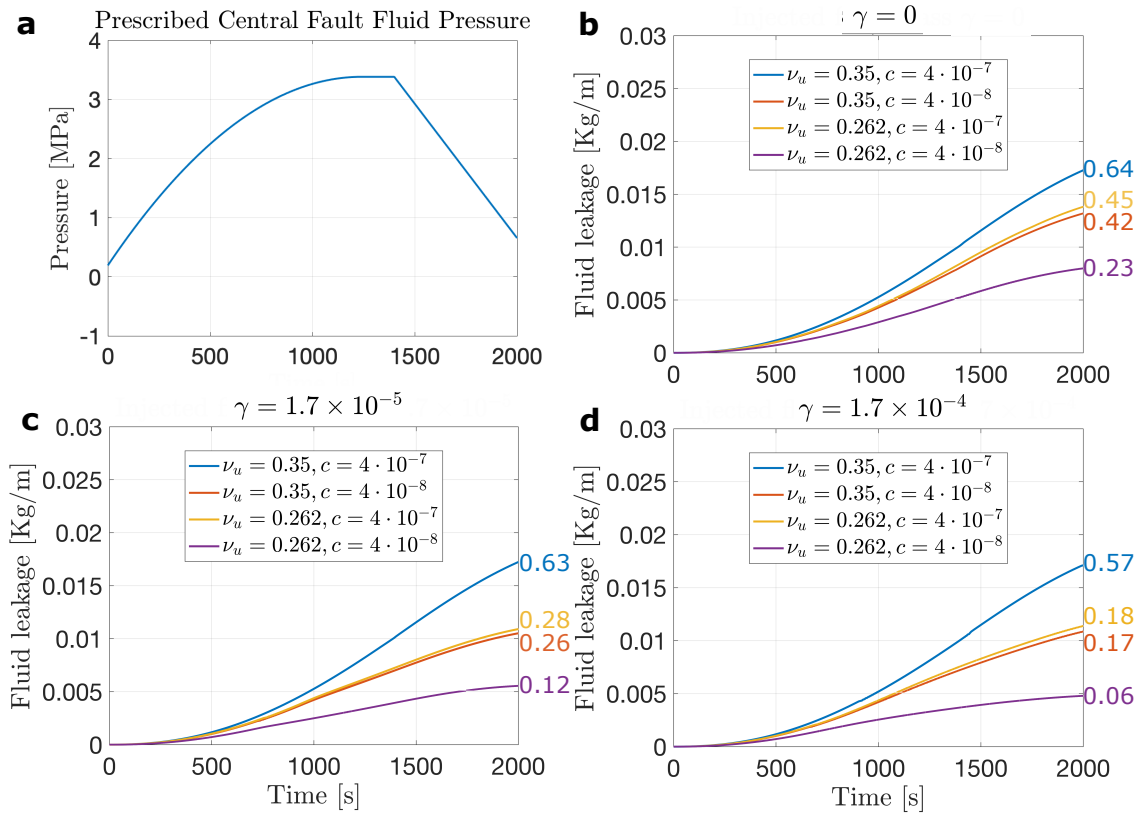 a
Prescribed Central Fault Fluid Pressure
Pressure [MPa]
4
3
2
1
0
-1
0 500 1000 1500 2000
b
γ = 0
Fluid leakage [Kg/m]
0.03
0.025
0.02
0.015
0.01
0.005
0
ν_u = 0.35, c = 4 · 10^-7
ν_u = 0.35, c = 4 · 10^-8
ν_u = 0.262, c = 4 · 10^-7
ν_u = 0.262, c = 4 · 10^-8
0.64
0.45
0.42
0.23
0 500 1000 1500 2000
c
γ = 1.7 × 10^-5
Fluid leakage [Kg/m]
0.03
0.025
0.02
0.015
0.01
0.005
0
ν_u = 0.35, c = 4 · 10^-7
ν_u = 0.35, c = 4 · 10^-8
ν_u = 0.262, c = 4 · 10^-7
ν_u = 0.262, c = 4 · 10^-8
0.63
0.28
0.26
0.12
0 500 1000 1500 2000
Time [s]
d
γ = 1.7 × 10^-4
Fluid leakage [Kg/m]
0.03
0.025
0.02
0.015
0.01
0.005
0
ν_u = 0.35, c = 4 · 10^-7
ν_u = 0.35, c = 4 · 10^-8
ν_u = 0.262, c = 4 · 10^-7
ν_u = 0.262, c = 4 · 10^-8
0.57
0.18
0.17
0.06
0 500 1000 1500 2000
Time [s]